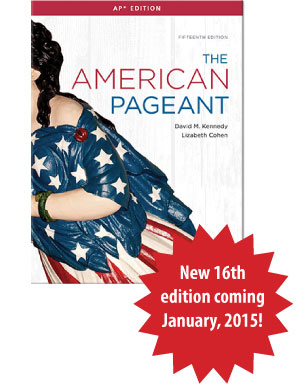 AP® EDITION
FIFTEENTH EDITION
THE
AMERICAN
PAGEANT
David M. Kennedy
Lizabeth Cohen
New 16th
edition coming
January, 2015!